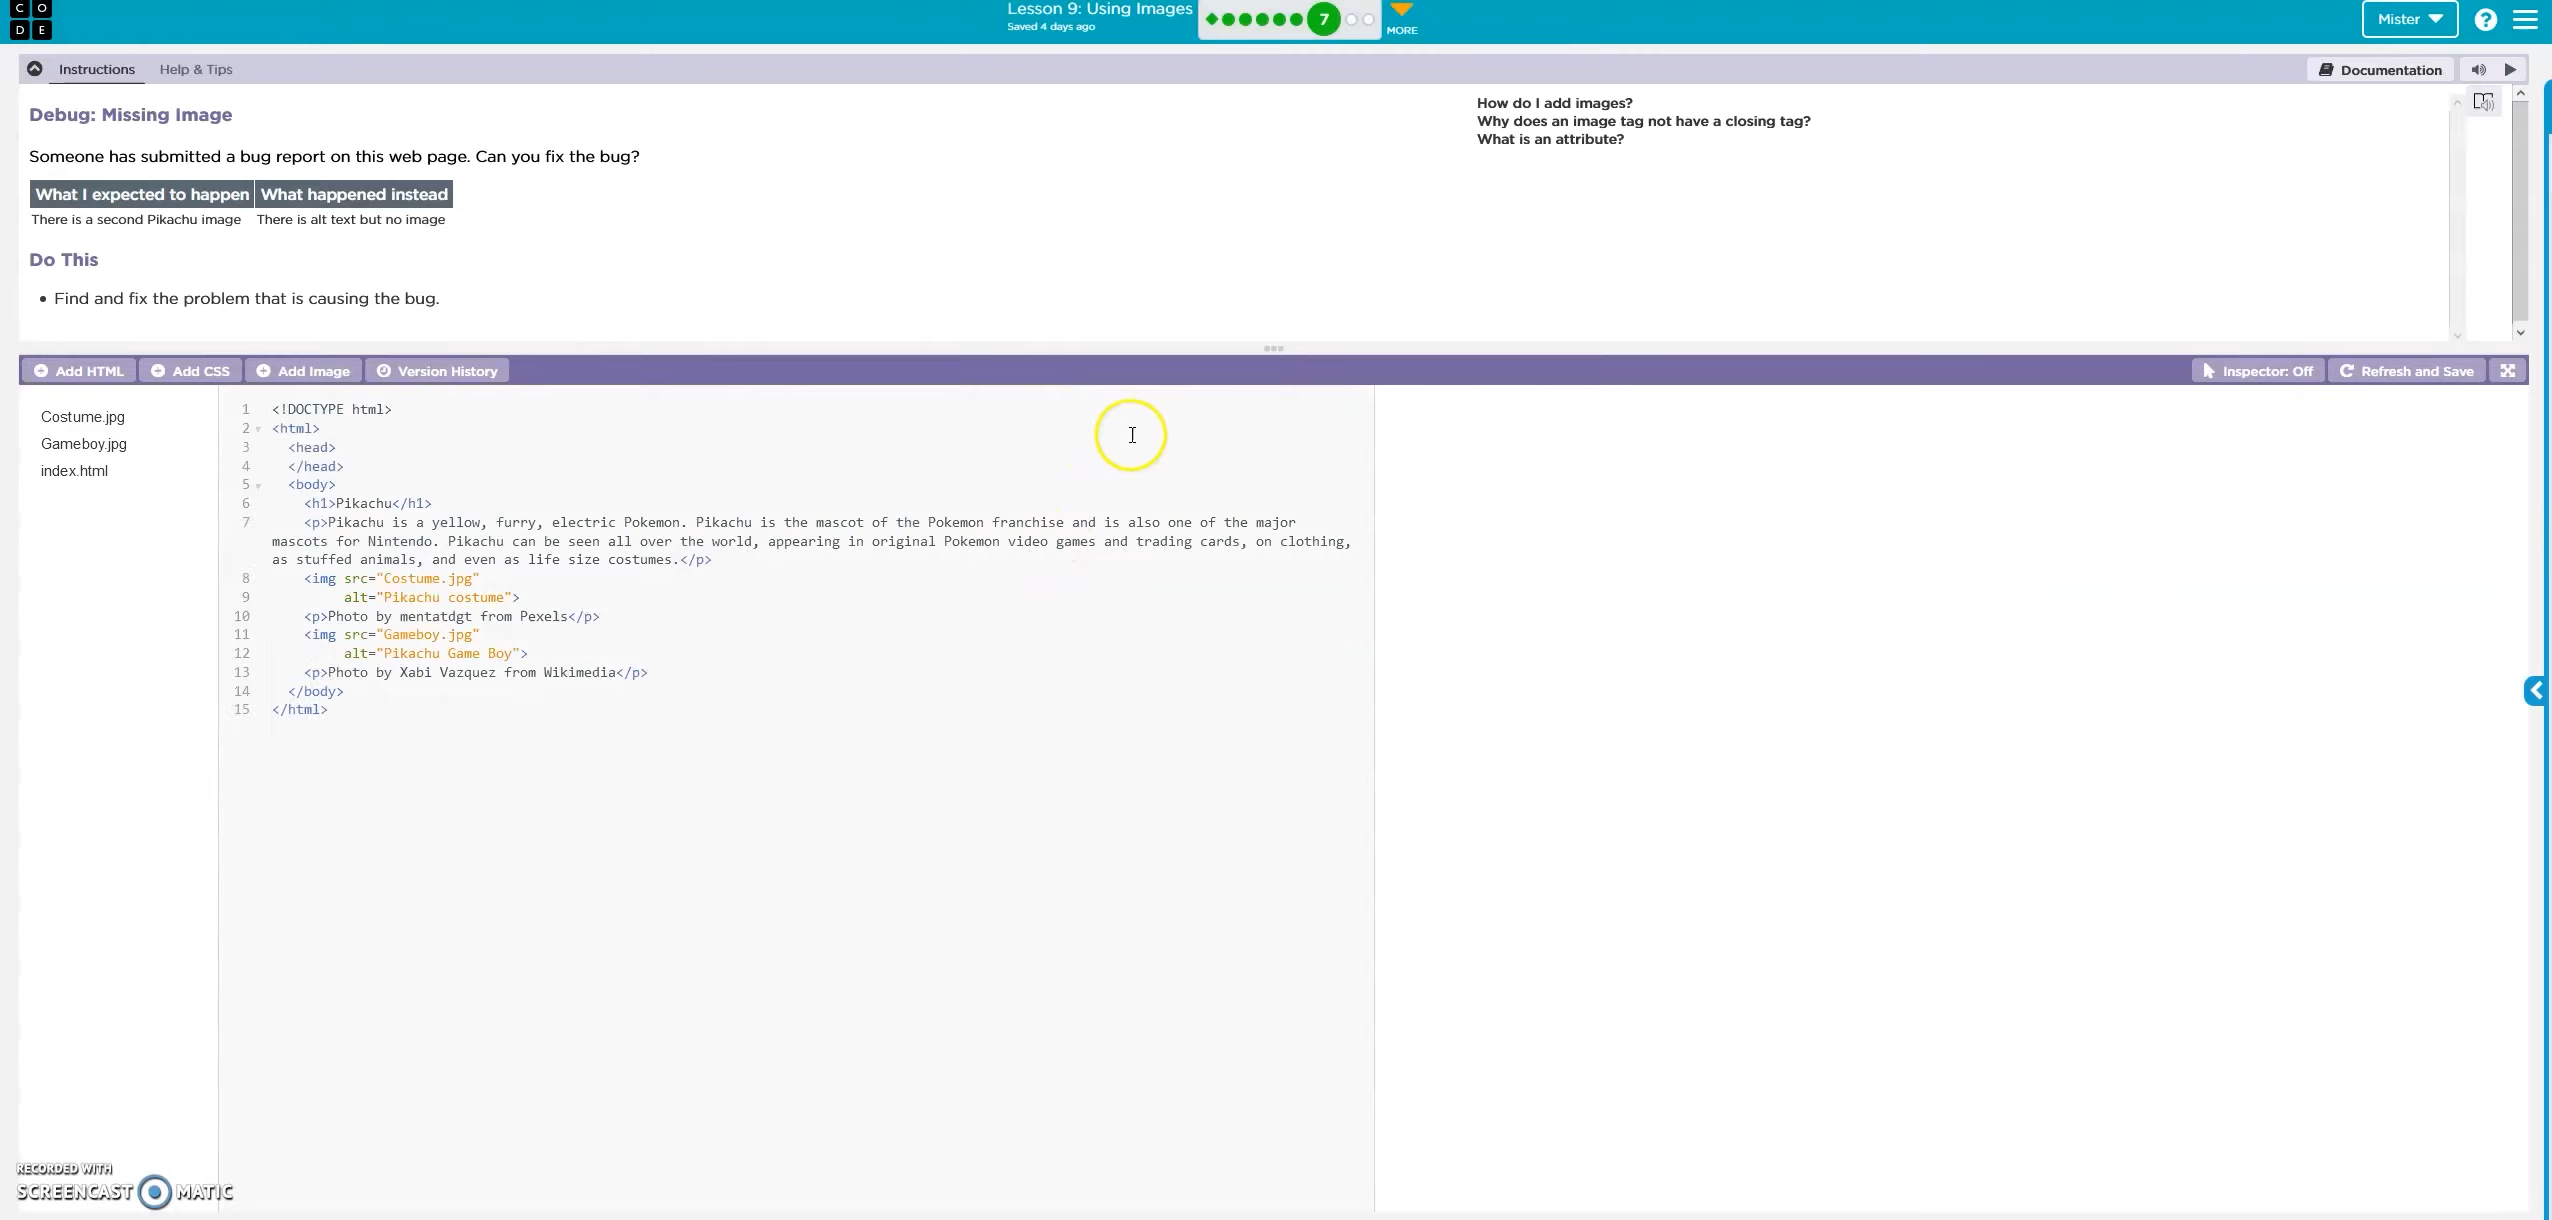 CO
DE
Lesson 9: Using Images
Saved 4 days ago
7
MORE
Mister
?
Instructions
Help & Tips
Documentation
Debug: Missing Image
Someone has submitted a bug report on this web page. Can you fix the bug?
What I expected to happen What happened instead
There is a second Pikachu image There is alt text but no image
Do This
• Find and fix the problem that is causing the bug.
How do I add images?
Why does an image tag not have a closing tag?
What is an attribute?
Add HTML
Add CSS
Add Image
Version History
Inspector: Off
Refresh and Save
Costume.jpg
Gameboy.jpg
index.html
1 <!DOCTYPE html>
2 <html>
3 <head>
4 </head>
5 <body>
6 <h1>Pikachu</h1>
7 <p>Pikachu is a yellow, furry, electric Pokemon. Pikachu is the mascot of the Pokemon franchise and is also one of the major
mascots for Nintendo. Pikachu can be seen all over the world, appearing in original Pokemon video games and trading cards, on clothing,
as stuffed animals, and even as life size costumes.</p>
8 <img src="Costume.jpg"
9 alt="Pikachu costume">
10 <p>Photo by mentatdgt from Pexels</p>
11 <img src="Gameboy.jpg"
12 alt="Pikachu Game Boy">
13 <p>Photo by Xabi Vazquez from Wikimedia</p>
14 </body>
15 </html>
RECORDED WITH
SCREENCAST MATIC